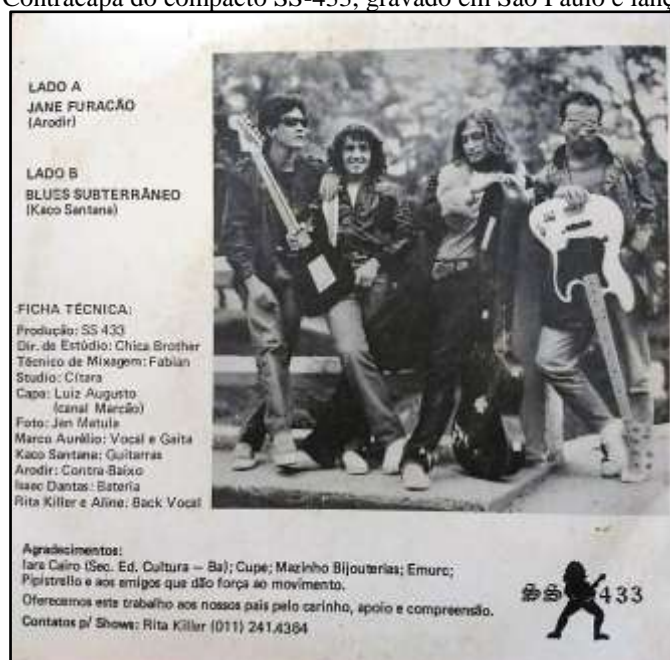 Contracapa do compacto SS-433, gravado em São Paulo e lanç
LADO A
JANE FURACÃO
(Arodir)
LADO B
BLUES SUBTERRÂNEO
(Kaco Santana)
FICHA TÉCNICA:
Produção: SS 433
Dir. de Estúdio: Chica Brother
Técnico de Mixagem: Fabian
Studio: Cítara
Capa: Luiz Augusto
(canal Marcão)
Foto: Jan Matula
Marco Aurélio: Vocal e Gaita
Kaco Santana: Guitarras
Arodir: Contra-Baixo
Isaac Dantas: Bateria
Rita Killer e Aline: Back Vocal
Agradecimentos:
Iara Cairo (Sec. Ed. Cultura — Ba); Cupe; Mazinho Bijouterias; Emurc;
Pipistrello e aos amigos que dão força ao movimento.
Oferecemos este trabalho aos nossos pais pelo carinho, apoio e compreensão.
Contatos p/ Shows: Rita Killer (011) 241.4364
SS 433